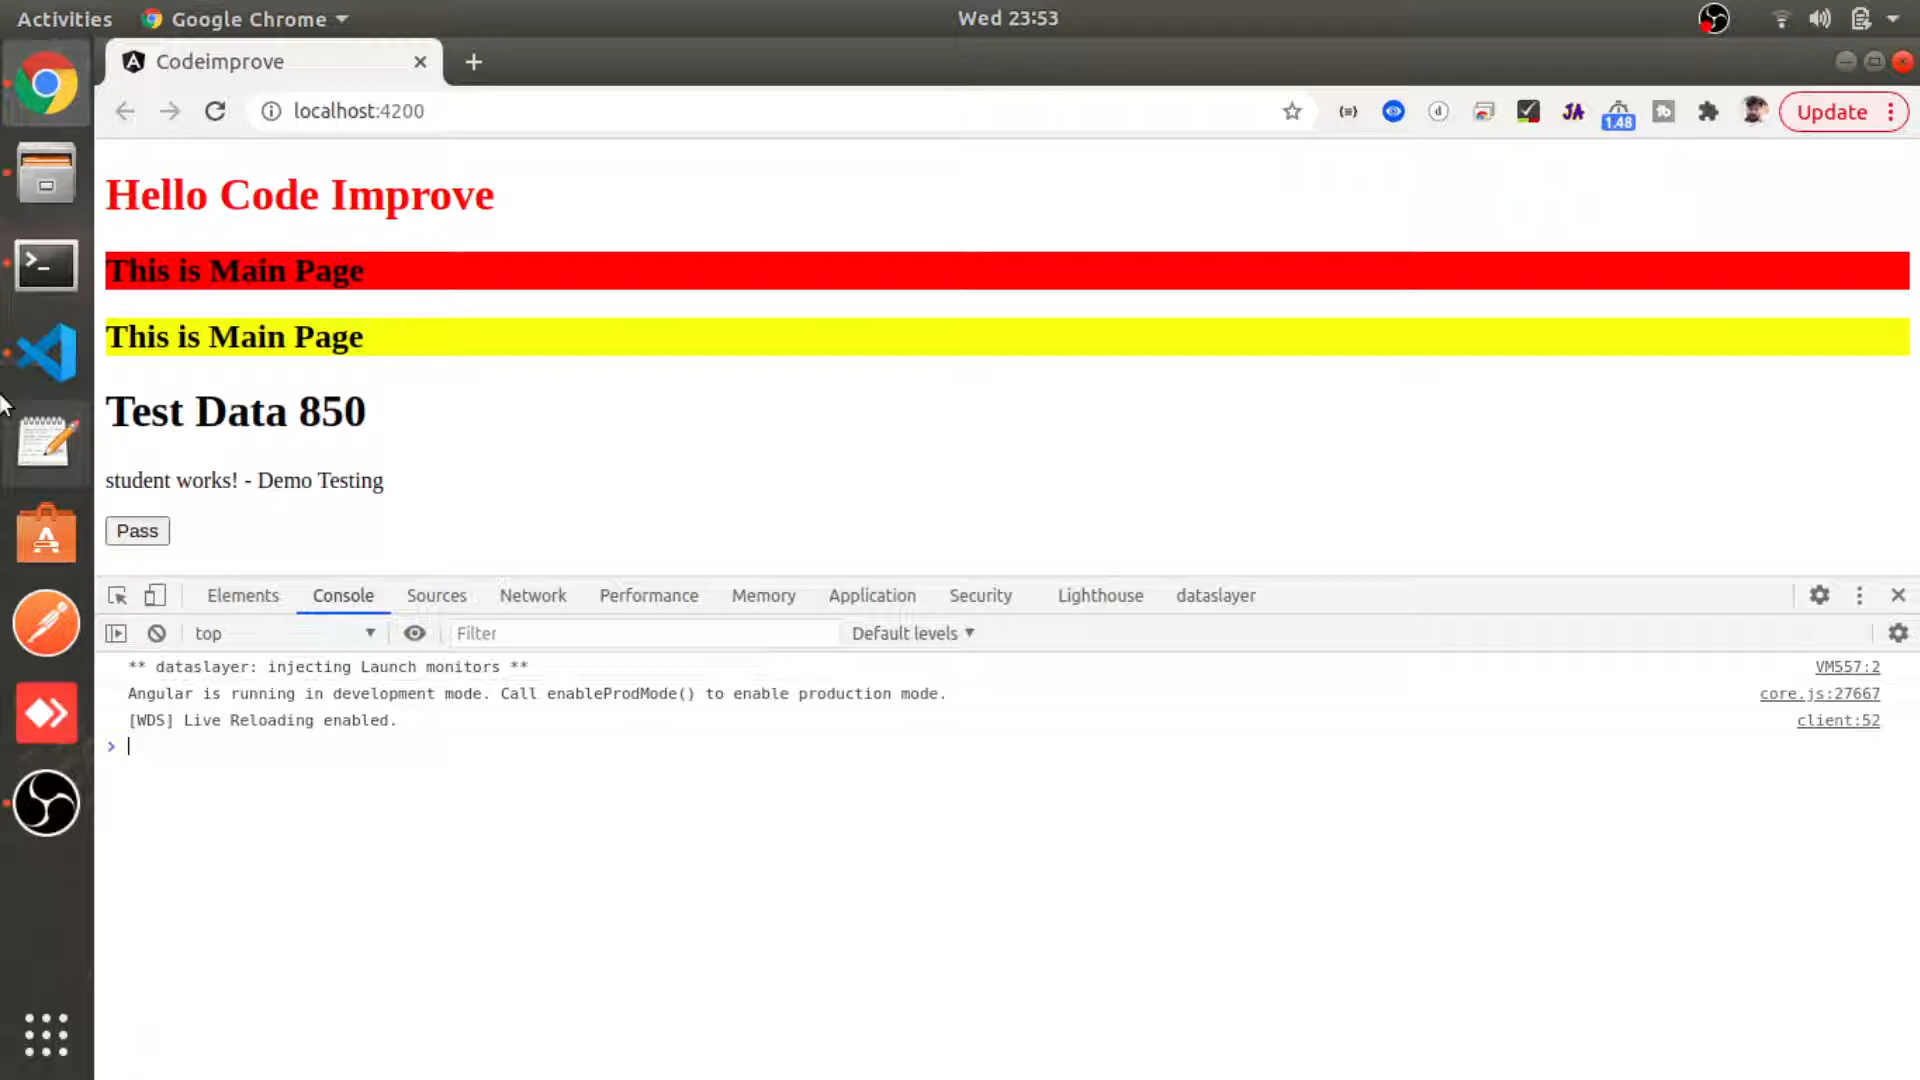 Activities
Google Chrome
Wed 23:53
Codeimprove
localhost:4200
JA
1.48
Update
Hello Code Improve
This is Main Page
This is Main Page
Test Data 850
student works! - Demo Testing
Pass
Elements Console Sources Network Performance Memory Application Security Lighthouse dataslayer
top Filter Default levels
** dataslayer: injecting Launch monitors ** VM557:2
Angular is running in development mode. Call enableProdMode() to enable production mode. core.js:27667
[WDS] Live Reloading enabled. client:52